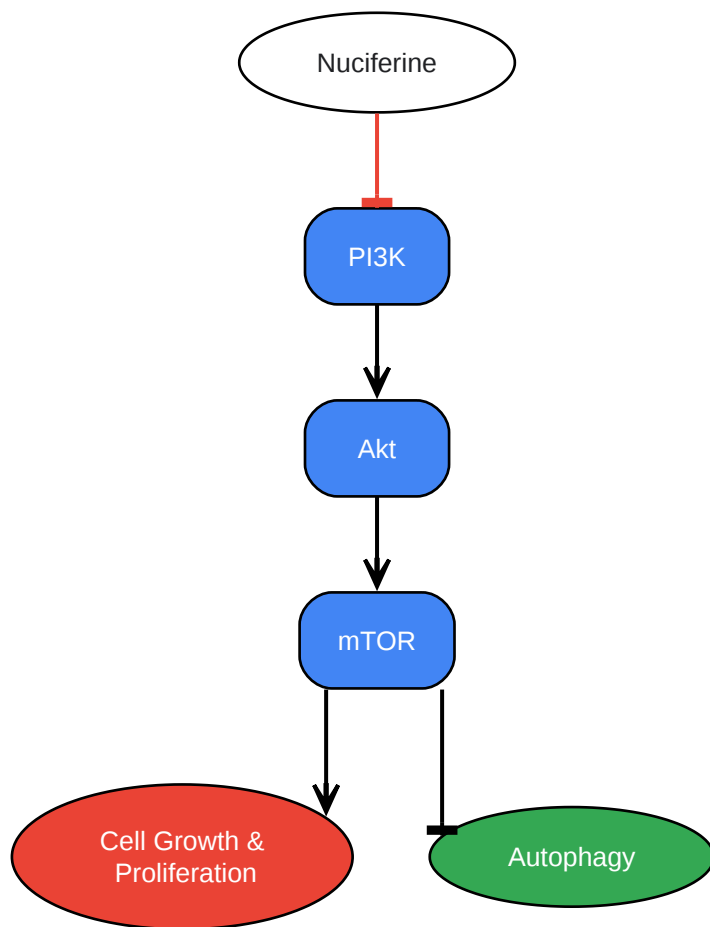 Nuciferine
PI3K
Akt
mTOR
Cell Growth &
Proliferation
Autophagy